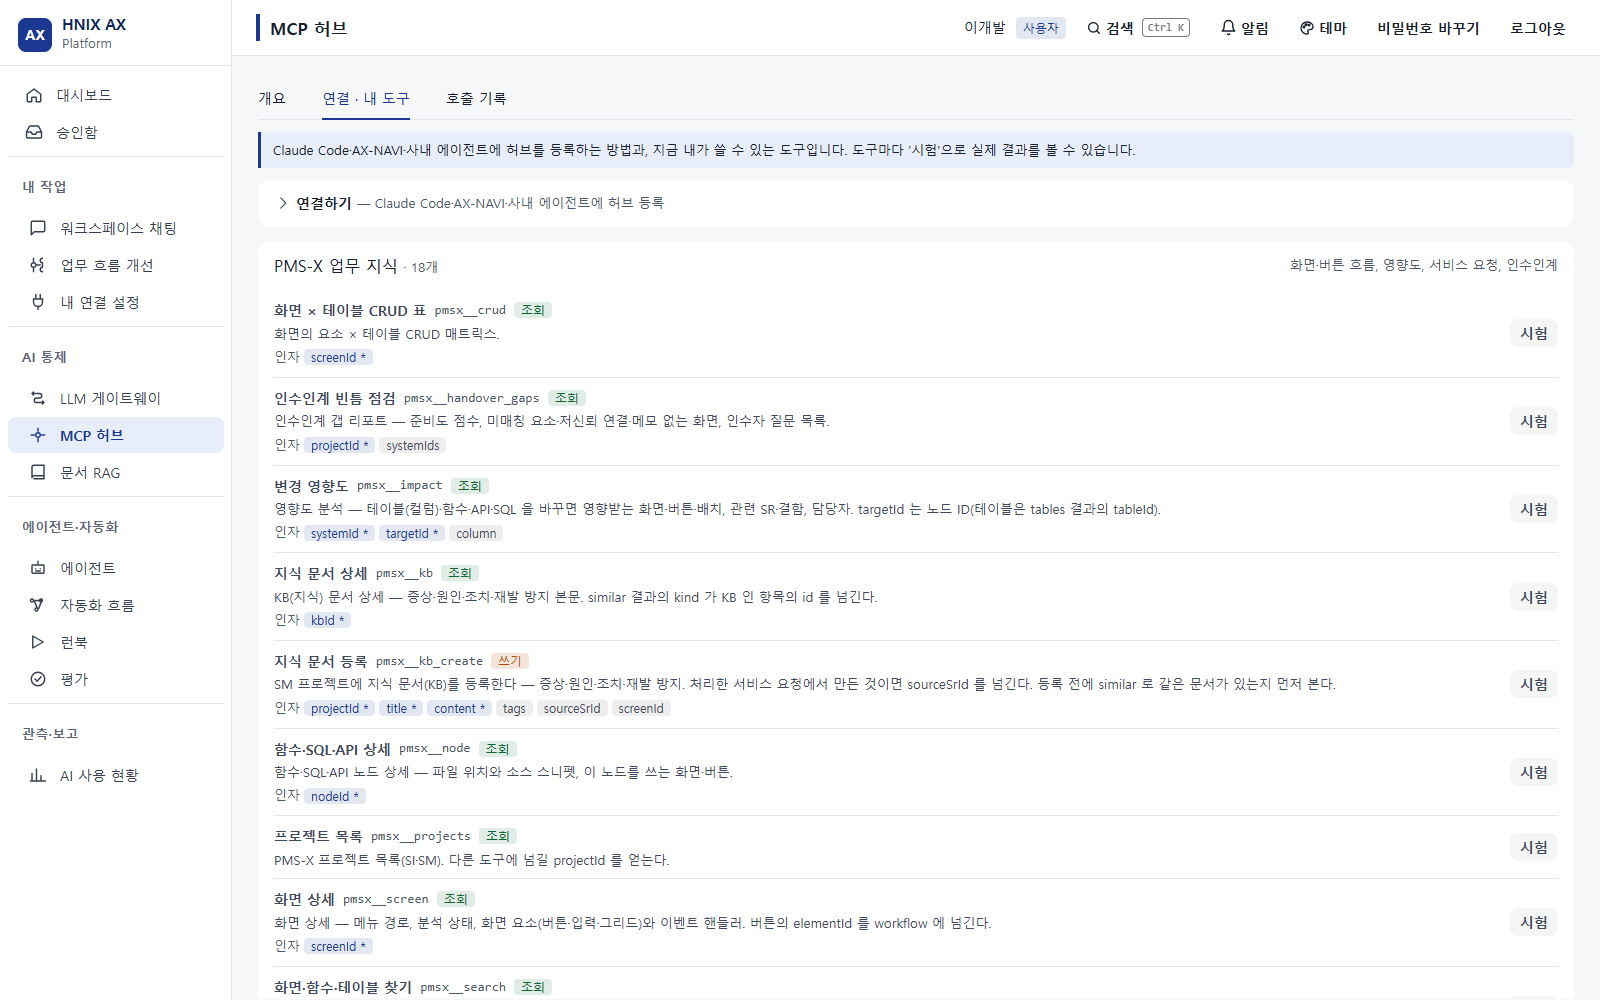 AX
HNIX AX
Platform
대시보드
승인함
내 작업
워크스페이스 채팅
업무 흐름 개선
내 연결 설정
AI 통제
LLM 게이트웨이
MCP 허브
문서 RAG
에이전트·자동화
에이전트
자동화 흐름
런북
평가
관측·보고
AI 사용 현황
MCP 허브
이개발 사용자 검색 Ctrl K 알림 테마 비밀번호 바꾸기 로그아웃
개요 연결 · 내 도구 호출 기록
Claude Code·AX-NAVI·사내 에이전트에 허브를 등록하는 방법과, 지금 내가 쓸 수 있는 도구입니다. 도구마다 '시험'으로 실제 결과를 볼 수 있습니다.
연결하기 — Claude Code·AX-NAVI·사내 에이전트에 허브 등록
PMS-X 업무 지식 · 18개 화면·버튼 흐름, 영향도, 서비스 요청, 인수인계
화면 × 테이블 CRUD 표 pmsx__crud 조회
화면의 요소 × 테이블 CRUD 매트릭스.
시험
인자 screenId *
인수인계 빈틈 점검 pmsx__handover_gaps 조회
인수인계 갭 리포트 — 준비도 점수, 미매칭 요소·저신뢰 연결·메모 없는 화면, 인수자 질문 목록.
시험
인자 projectId * systemIds
변경 영향도 pmsx__impact 조회
영향도 분석 — 테이블(컬럼)·함수·API·SQL 을 바꾸면 영향받는 화면·버튼·배치, 관련 SR·결함, 담당자. targetId 는 노드 ID(테이블은 tables 결과의 tableId).
시험
인자 systemId * targetId * column
지식 문서 상세 pmsx__kb 조회
KB(지식) 문서 상세 — 증상·원인·조치·재발 방지 본문. similar 결과의 kind 가 KB 인 항목의 id 를 넘긴다.
시험
인자 kbId *
지식 문서 등록 pmsx__kb_create 쓰기
SM 프로젝트에 지식 문서(KB)를 등록한다 — 증상·원인·조치·재발 방지. 처리한 서비스 요청에서 만든 것이면 sourceSrId 를 넘긴다. 등록 전에 similar 로 같은 문서가 있는지 먼저 본다.
시험
인자 projectId * title * content * tags sourceSrId screenId
함수·SQL·API 상세 pmsx__node 조회
함수·SQL·API 노드 상세 — 파일 위치와 소스 스니펫, 이 노드를 쓰는 화면·버튼.
시험
인자 nodeId *
프로젝트 목록 pmsx__projects 조회
시험
PMS-X 프로젝트 목록(SI·SM). 다른 도구에 넘길 projectId 를 얻는다.
화면 상세 pmsx__screen 조회
화면 상세 — 메뉴 경로, 분석 상태, 화면 요소(버튼·입력·그리드)와 이벤트 핸들러. 버튼의 elementId 를 workflow 에 넘긴다.
시험
인자 screenId *
화면·함수·테이블 찾기 pmsx__search 조회